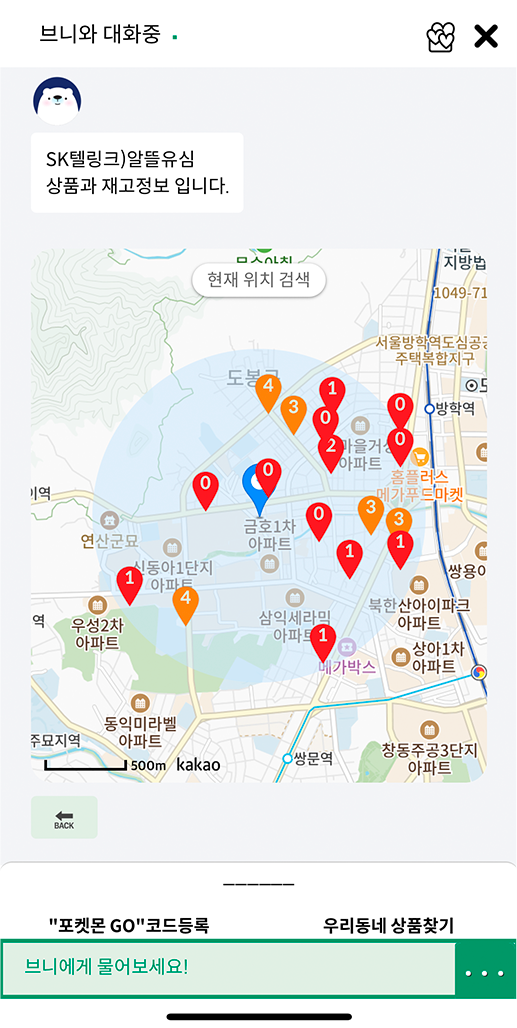 브니와 대화중
SK텔링크)알뜰유심
상품과 재고정보 입니다.
현재 위치 검색
지방법
1049-71
서울방학역도심공공
주택복합지구
도봉구
4
1
3
0
0
방학역
2
0
마을거성
아파트
홈플러스
메가푸드마켓
0
0
이역
금호1차
아파트
0
3
3
연산군묘
신동아1단지
아파트
1
1
쌍용
1
4
북한산아이파크
아파트
역
우성2차
아파트
삼익세라믹
아파트
1
메가박스
상아1차
아파트
동익미라벨
아파트
주묘지역
창동주공3단지
아파트
쌍문역
500m kakao
BACK
"포켓몬 GO"코드등록
우리동네 상품찾기
브니에게 물어보세요!